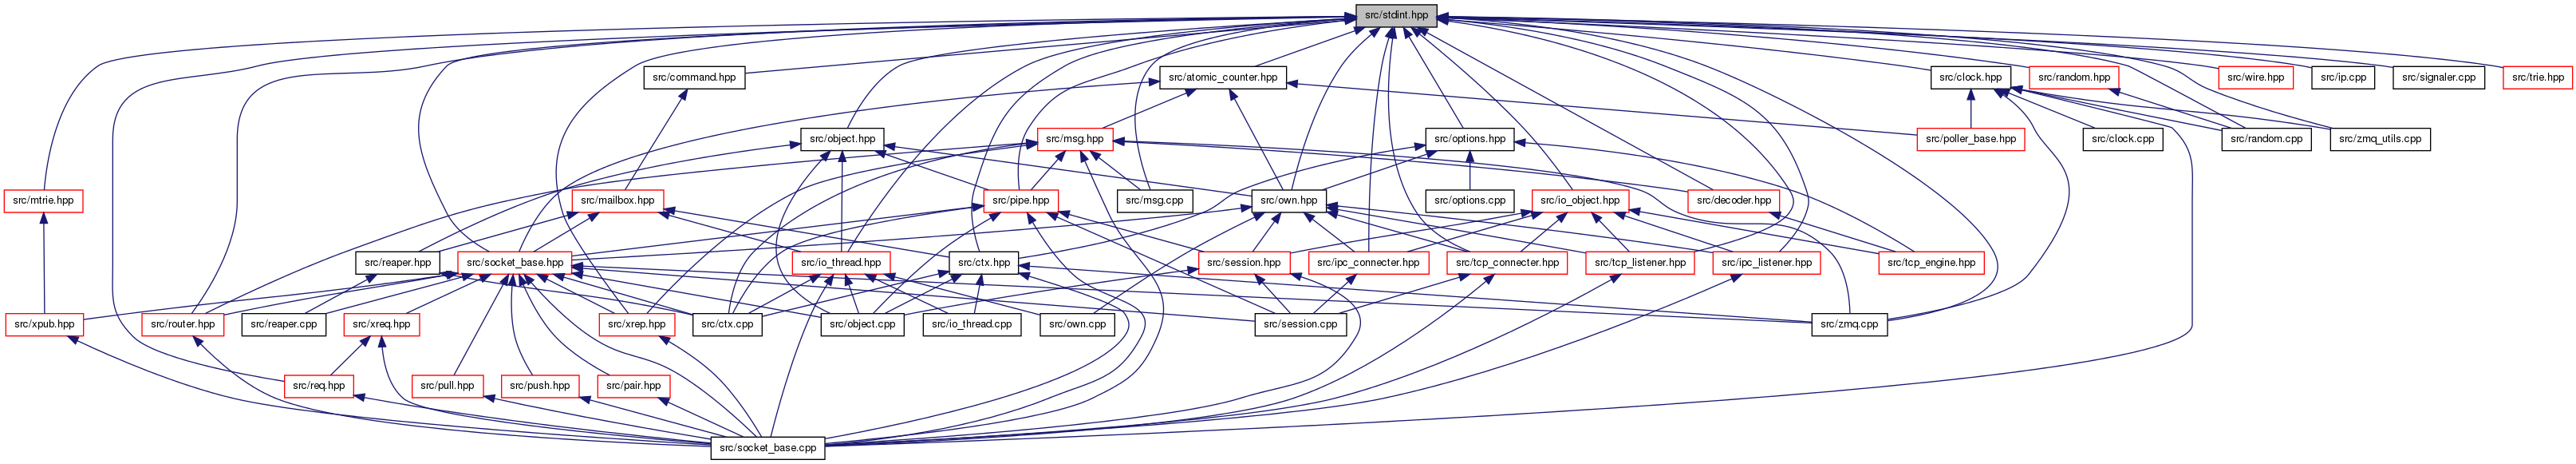 src/stdint.hpp
src/command.hpp
src/atomic_counter.hpp
src/clock.hpp
src/random.hpp
src/wire.hpp
src/ip.cpp
src/signaler.cpp
src/trie.hpp
src/object.hpp
src/msg.hpp
src/options.hpp
src/poller_base.hpp
src/clock.cpp
src/random.cpp
src/zmq_utils.cpp
src/mtrie.hpp
src/mailbox.hpp
src/pipe.hpp
src/msg.cpp
src/own.hpp
src/options.cpp
src/io_object.hpp
src/decoder.hpp
src/reaper.hpp
src/socket_base.hpp
src/io_thread.hpp
src/ctx.hpp
src/session.hpp
src/ipc_connecter.hpp
src/tcp_connecter.hpp
src/tcp_listener.hpp
src/ipc_listener.hpp
src/tcp_engine.hpp
src/xpub.hpp
src/router.hpp
src/reaper.cpp
src/xreq.hpp
src/xrep.hpp
src/ctx.cpp
src/object.cpp
src/io_thread.cpp
src/own.cpp
src/session.cpp
src/zmq.cpp
src/req.hpp
src/pull.hpp
src/push.hpp
src/pair.hpp
src/socket_base.cpp